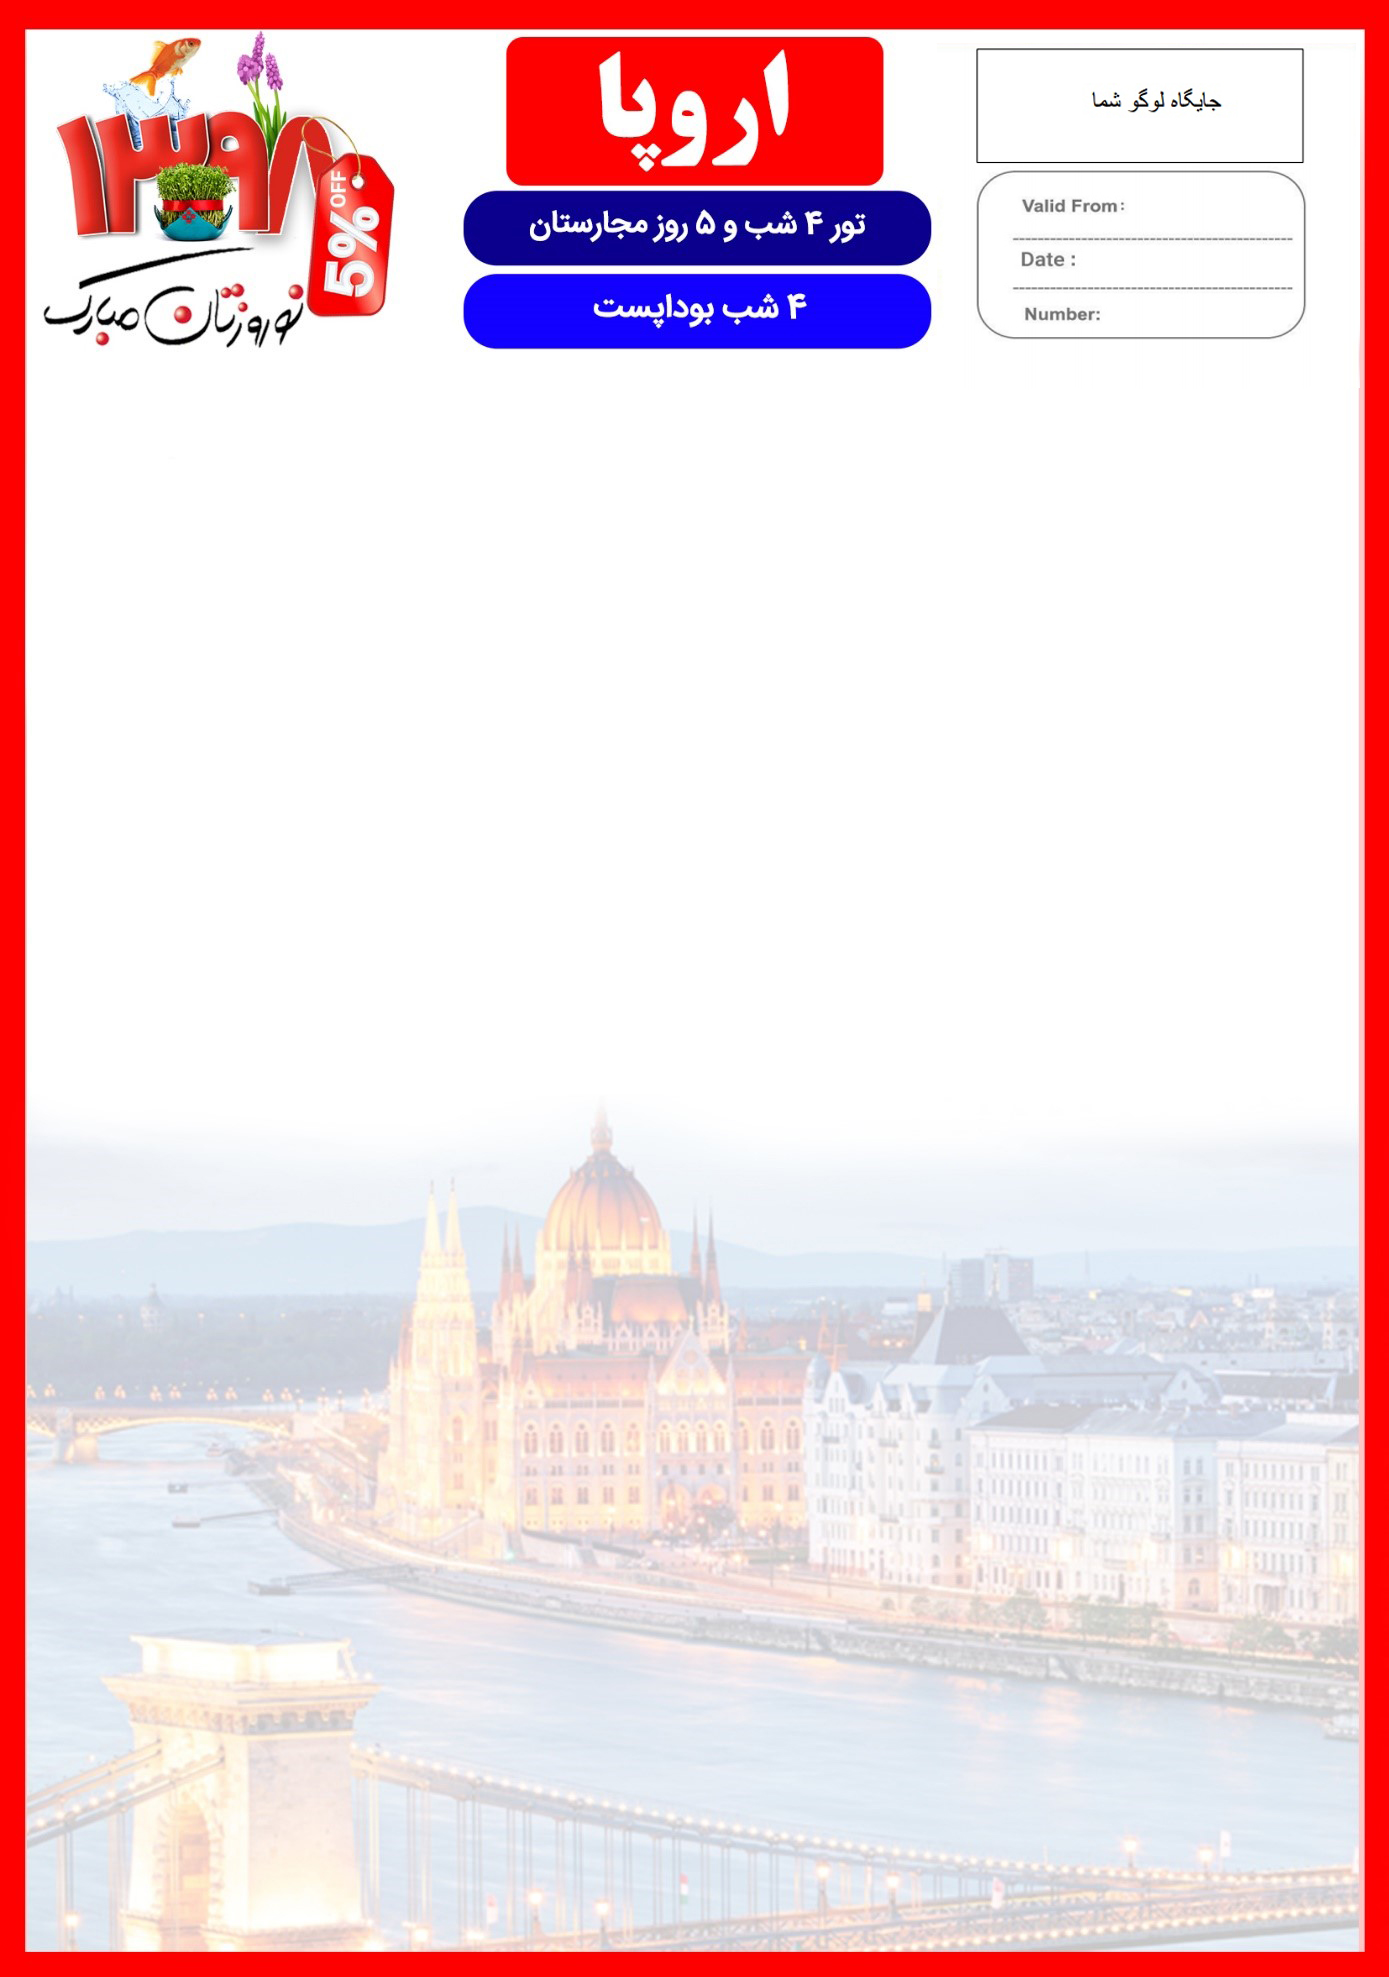 اروپا
تور ۴ شب و ۵ روز مجارستان
۴ شب بوداپست
جایگاه لوگو شما
Valid From:
Date :
Number:
۱۳۹۸
5% OFF
نوروزتان مبارک